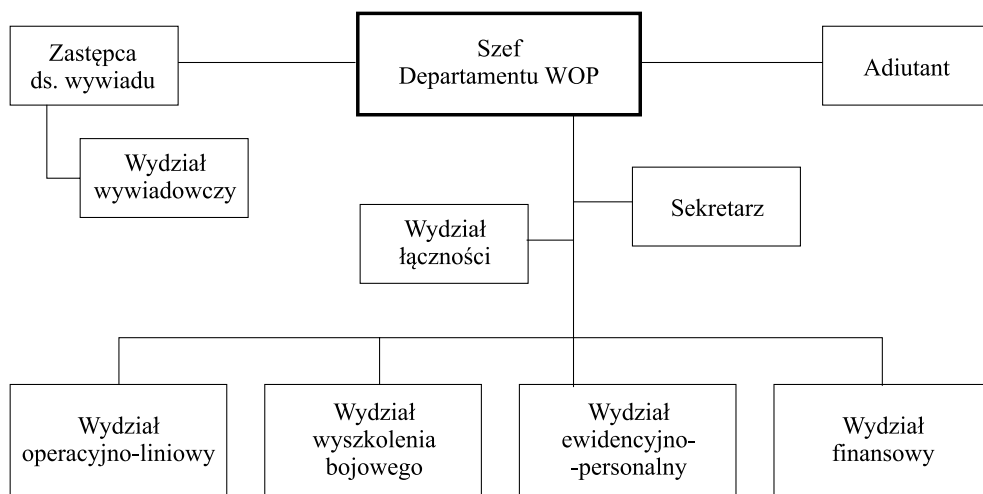 Zastępca
ds. wywiadu
Szef
Departamentu WOP
Adiutant
Wydział
wywiadowczy
Sekretarz
Wydział
łączności
Wydział
operacyjno-liniowy
Wydział
wyszkolenia
bojowego
Wydział
ewidencyjno-
-personalny
Wydział
finansowy